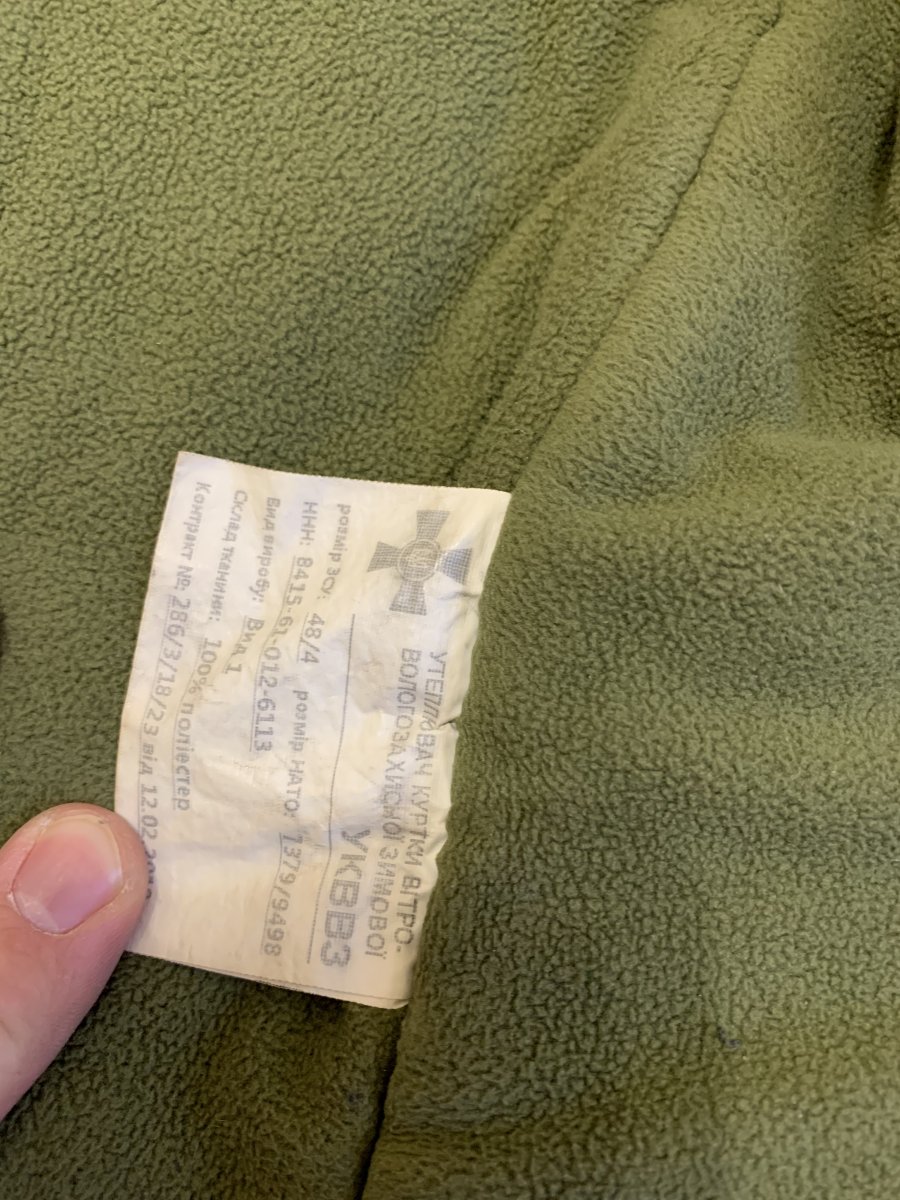 УТЕПЛЮВАЧ КУРТКИ ВІТРО-
ВОЛОГОЗАХИСНОЇ ЗИМОВОЇ
УКВВЗ
розмір ЗСУ: 48/4 розмір НАТО: 7379/9498
ННН: 8415-61-012-6113
Вид виробу: Вид 1
Склад тканини: 100% поліестер
Контракт №: 286/3/18/23 від 12.02